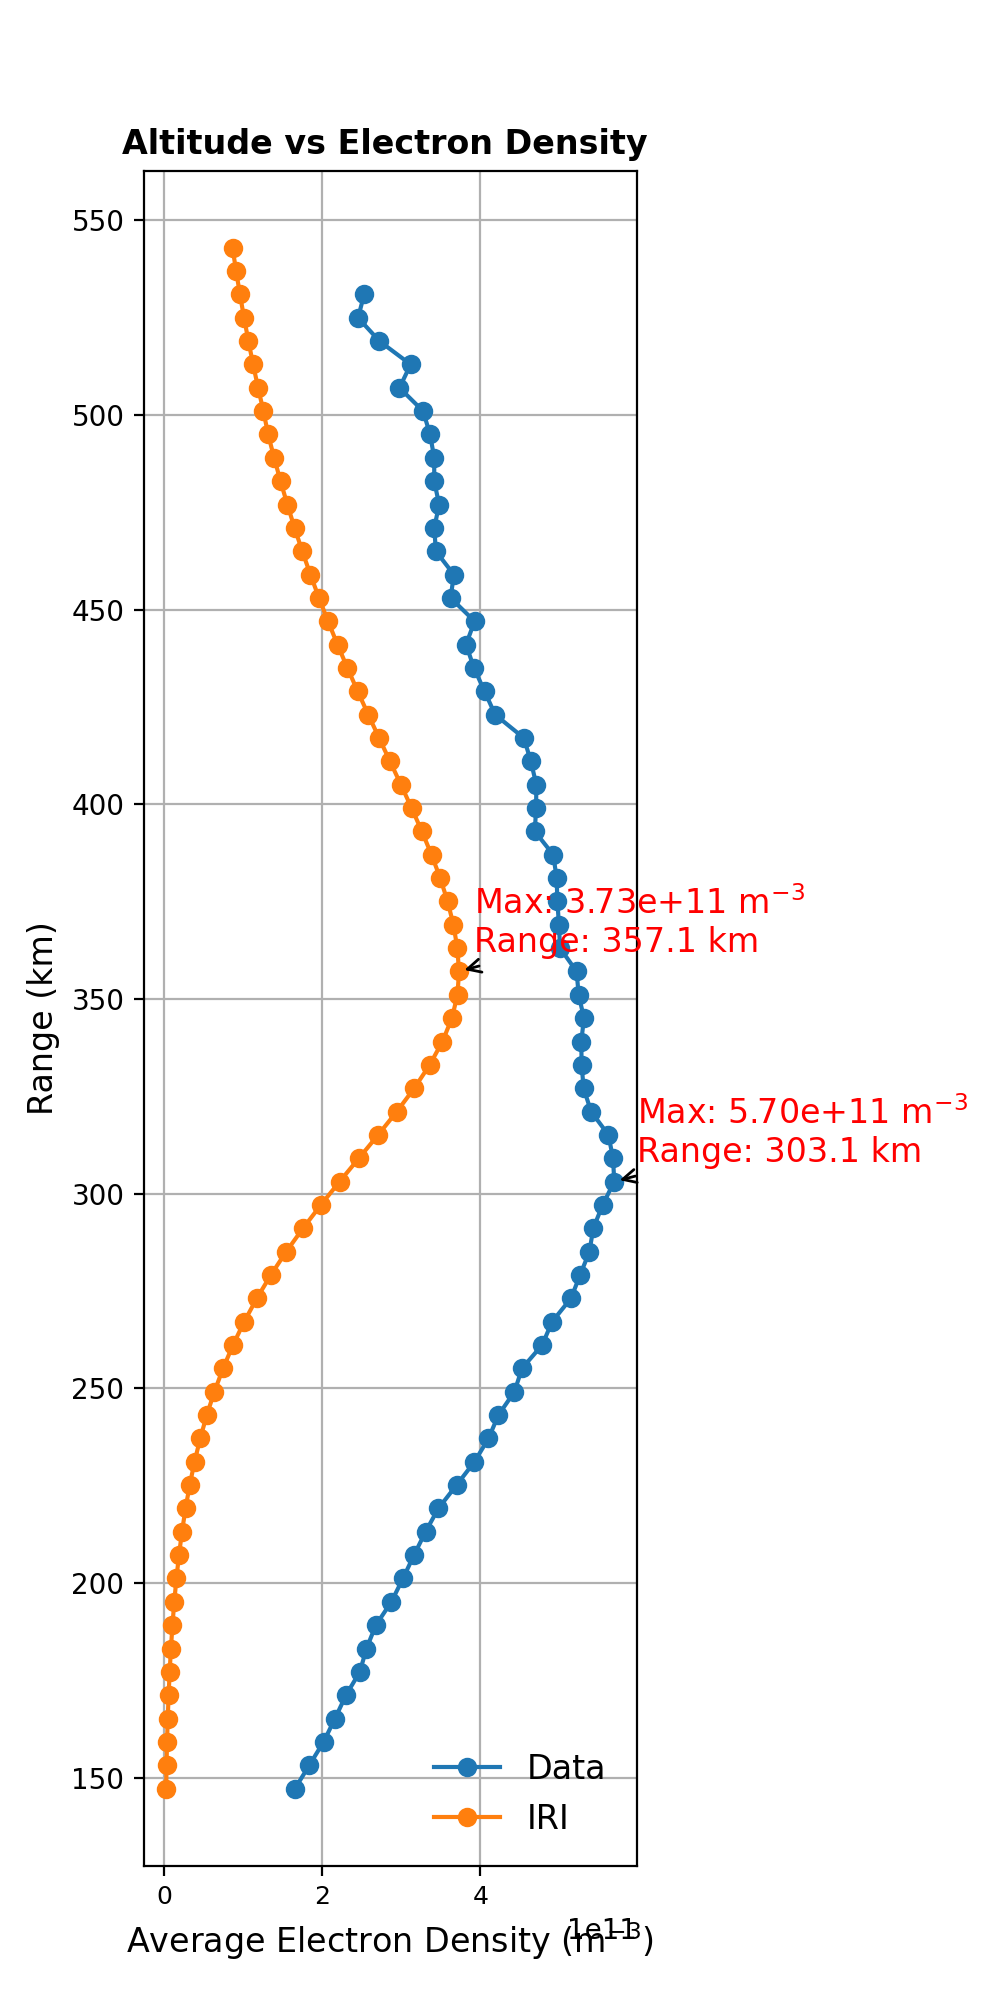 Altitude vs Electron Density
550
500
450
400
350
300
250
200
150
Range (km)
Max: 3.73e+11 m⁻³
Range: 357.1 km
Max: 5.70e+11 m⁻³
Range: 303.1 km
Data
IRI
0 2 4
1e11
Average Electron Density (m⁻³)